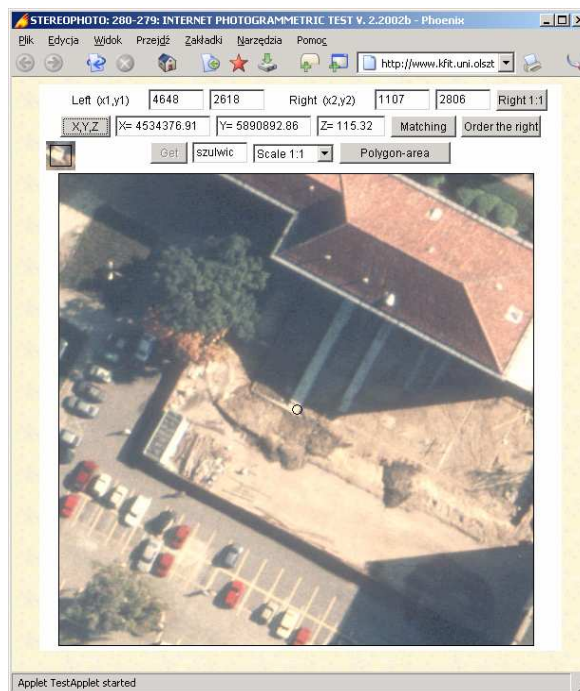 STEREOPHOTO: 280-279: INTERNET PHOTOGRAMMETRIC TEST V. 2.2002b - Phoenix
Plik Edycja Widok Przejdź Zakładki Narzędzia Pomoc
http://www.kfit.uni.olszt
Left (x1,y1) 4648 2618 Right (x2,y2) 1107 2806 Right 1:1
X,Y,Z X= 4534376.91 Y= 5890892.86 Z= 115.32 Matching Order the right
Get szulwic Scale 1:1 Polygon-area
Applet TestApplet started